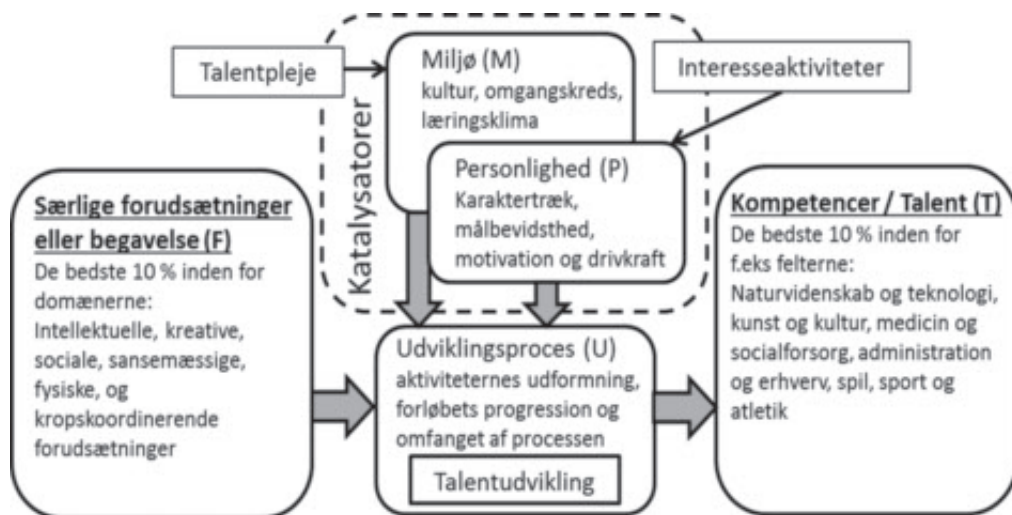 Talentpleje
Miljø (M)
kultur, omgangskreds,
læringsklima
Interesseaktiviteter
Katalysatorer
Personlighed (P)
Karaktertræk,
målbevidsthed,
motivation og drivkraft
Særlige forudsætninger
eller begavelse (F)
De bedste 10 % inden for
domænerne:
Intellektuelle, kreative,
sociale, sansemæssige,
fysiske, og
kropskoordinerende
forudsætninger
Udviklingsproces (U)
aktiviteternes udformning,
forløbets progression og
omfanget af processen
Talentudvikling
Kompetencer / Talent (T)
De bedste 10 % inden for
f.eks felterne:
Naturvidenskab og teknologi,
kunst og kultur, medicin og
socialforsorg, administration
og erhverv, spil, sport og
atletik